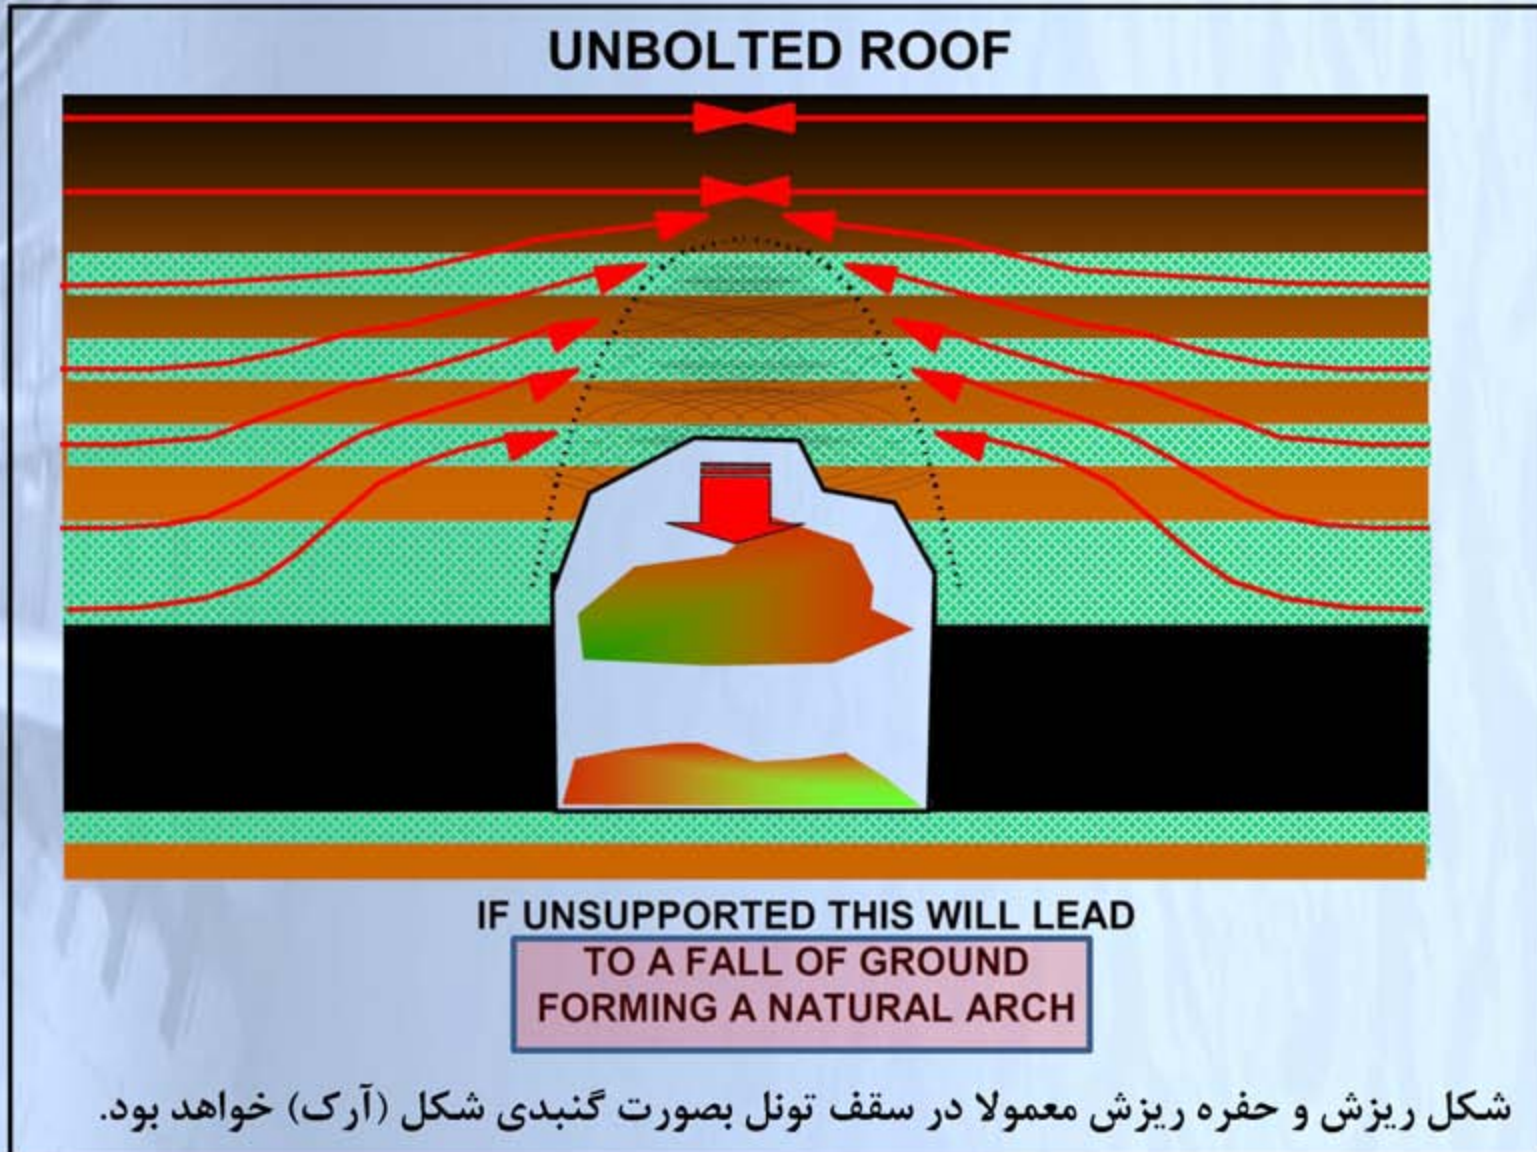 UNBOLTED ROOF
IF UNSUPPORTED THIS WILL LEAD
TO A FALL OF GROUND
FORMING A NATURAL ARCH
شکل ریزش و حفره ریزش معمولا در سقف تونل بصورت گنبدی شکل (آرک) خواهد بود.